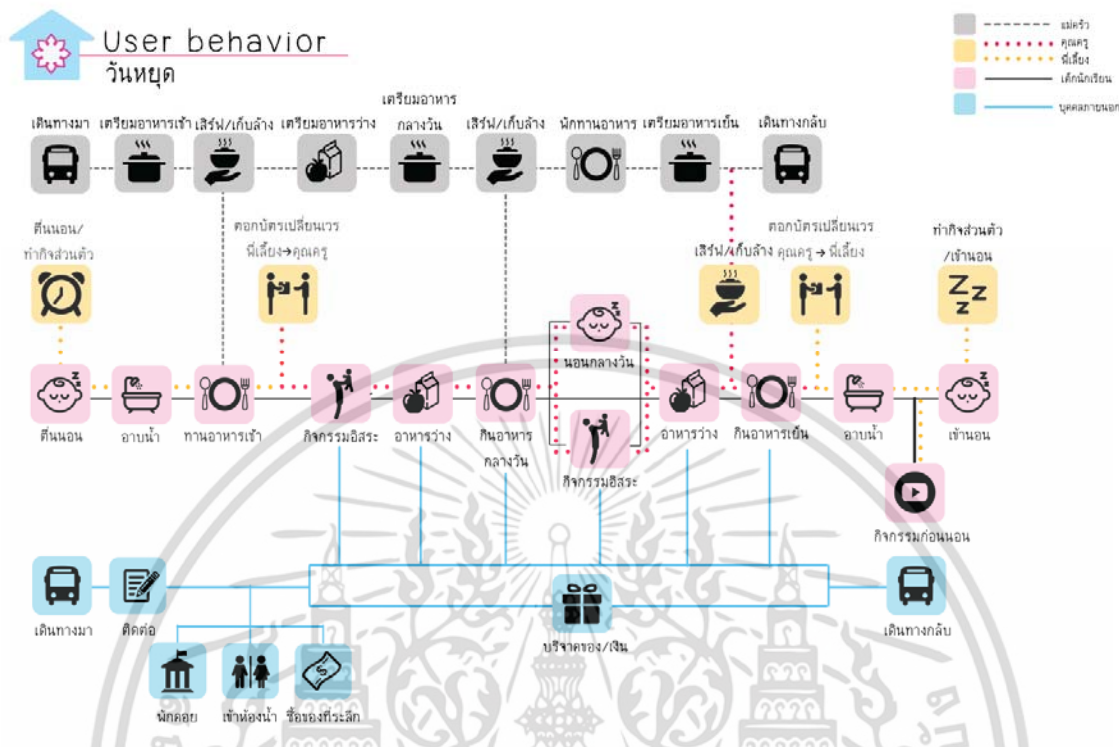 User behavior
วันหยุด
แม่ครัว
คุณครู
พี่เลี้ยง
เด็กนักเรียน
บุคคลภายนอก
เดินทางมา
เตรียมอาหารเช้า
เสิร์ฟ/เก็บล้าง
เตรียมอาหารว่าง
เตรียมอาหาร
กลางวัน
เสิร์ฟ/เก็บล้าง
พักทานอาหาร
เตรียมอาหารเย็น
เดินทางกลับ
ตื่นนอน/
ทำกิจส่วนตัว
ตอกบัตรเปลี่ยนเวร
พี่เลี้ยง→คุณครู
เสิร์ฟ/เก็บล้าง
ตอกบัตรเปลี่ยนเวร
คุณครู → พี่เลี้ยง
ทำกิจส่วนตัว
/เข้านอน
ตื่นนอน
อาบน้ำ
ทานอาหารเช้า
กิจกรรมอิสระ
อาหารว่าง
กินอาหาร
กลางวัน
นอนกลางวัน
กิจกรรมอิสระ
อาหารว่าง
กินอาหารเย็น
อาบน้ำ
เข้านอน
กิจกรรมก่อนนอน
เดินทางมา
ติดต่อ
บริจาคของ/เงิน
เดินทางกลับ
พักคอย
เข้าห้องน้ำ
ซื้อของที่ระลึก